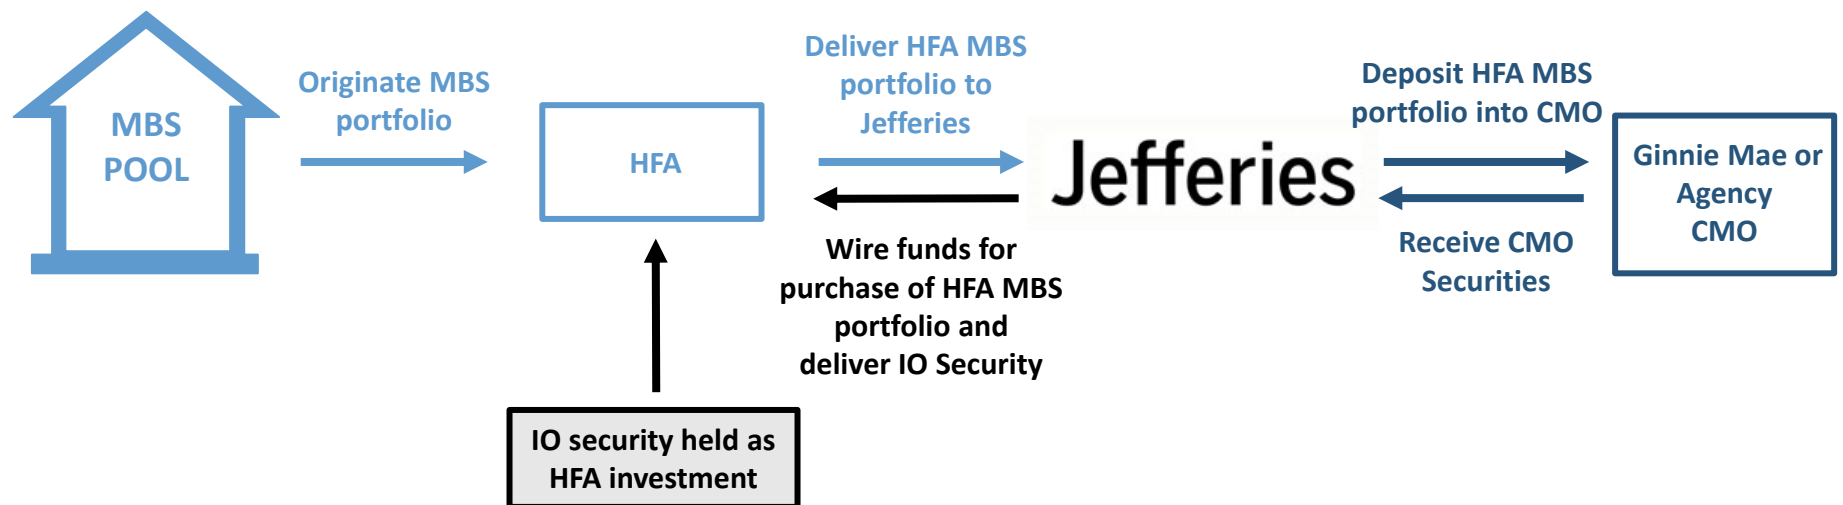 MBS
POOL
Originate MBS
portfolio
HFA
Deliver HFA MBS
portfolio to
Jefferies
Wire funds for
purchase of HFA MBS
portfolio and
deliver IO Security
IO security held as
HFA investment
Jefferies
Deposit HFA MBS
portfolio into CMO
Receive CMO
Securities
Ginnie Mae or
Agency
CMO